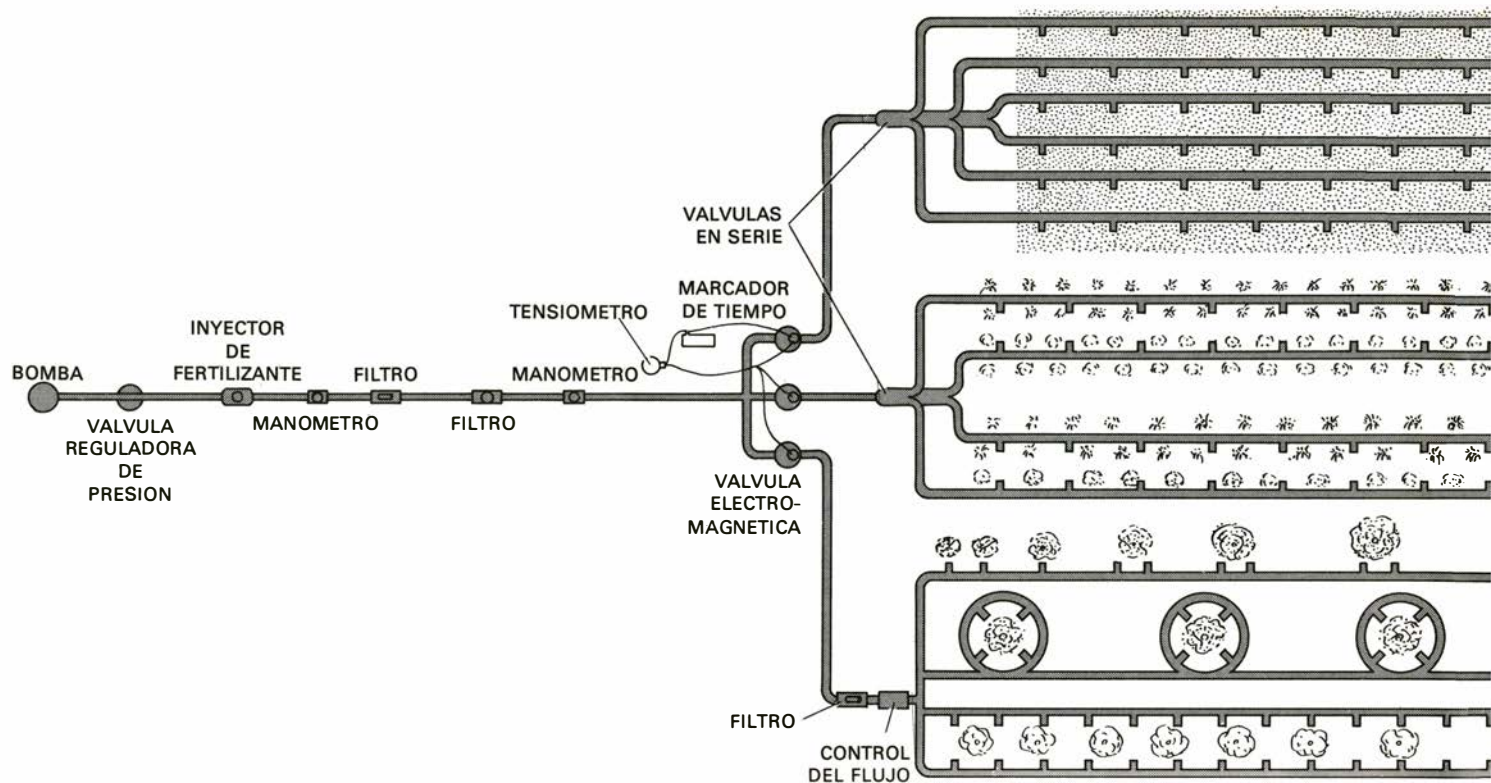 VALVULAS
EN SERIE
MARCADOR
DE TIEMPO
TENSIOMETRO
INYECTOR
DE
FERTILIZANTE
BOMBA
FILTRO
MANOMETRO
VALVULA
REGULADORA
DE
PRESION
MANOMETRO
FILTRO
VALVULA
ELECTRO-
MAGNETICA
FILTRO
CONTROL
DEL FLUJO